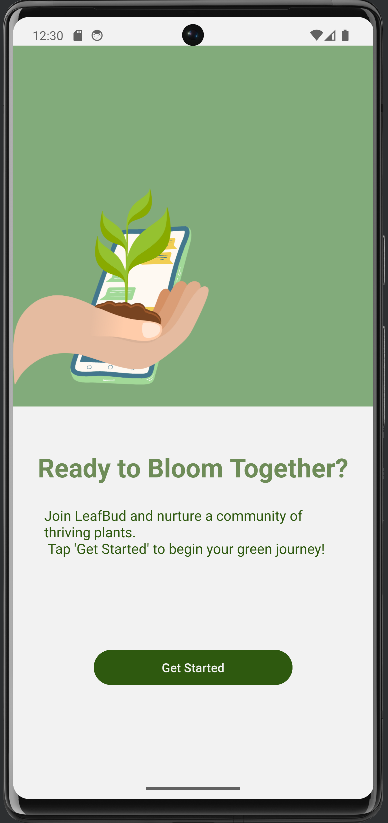 12:30
Ready to Bloom Together?
Join LeafBud and nurture a community of
thriving plants.
Tap 'Get Started' to begin your green journey!
Get Started